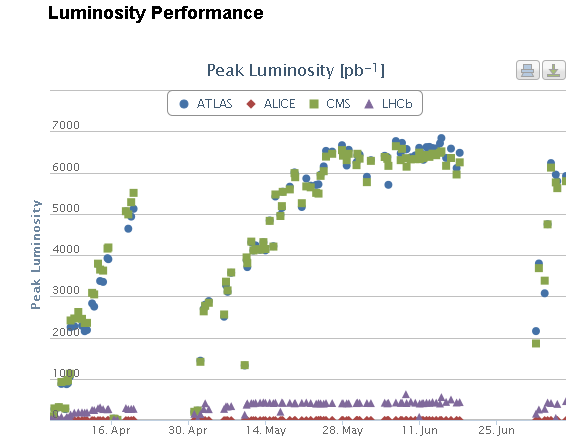 Luminosity Performance
Peak Luminosity [pb⁻¹]
ATLAS ALICE CMS LHCb
7000
6000
5000
4000
3000
2000
1000
0
Peak Luminosity
16. Apr 30. Apr 14. May 28. May 11. Jun 25. Jun